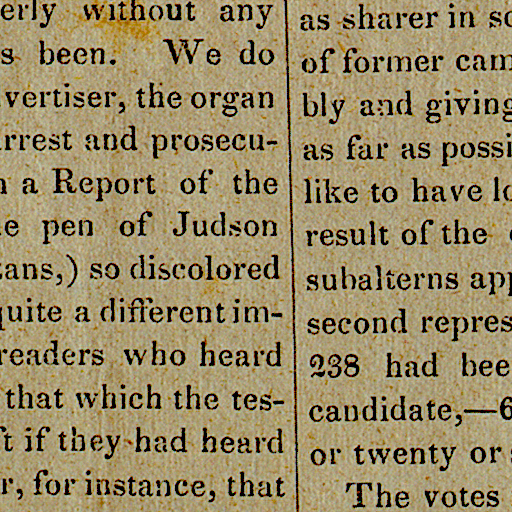 erly without any
s been. We do
vertiser, the organ
rrest and prosecu-
a Report of the
e pen of Judson
ans,) so discolored
quite a different im-
readers who heard
that which the tes-
t if they had heard
r, for instance, that
as sharer in
of former cam
bly and giving
as far as possi
like to have lo
result of the
subalterns app
second repres
238 had bee
candidate,—6
or twenty or
The votes